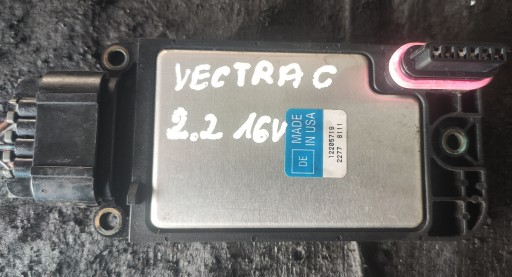 VECTRA C
2.2 16V
DE
MADE
IN USA
12205719
2277 8111